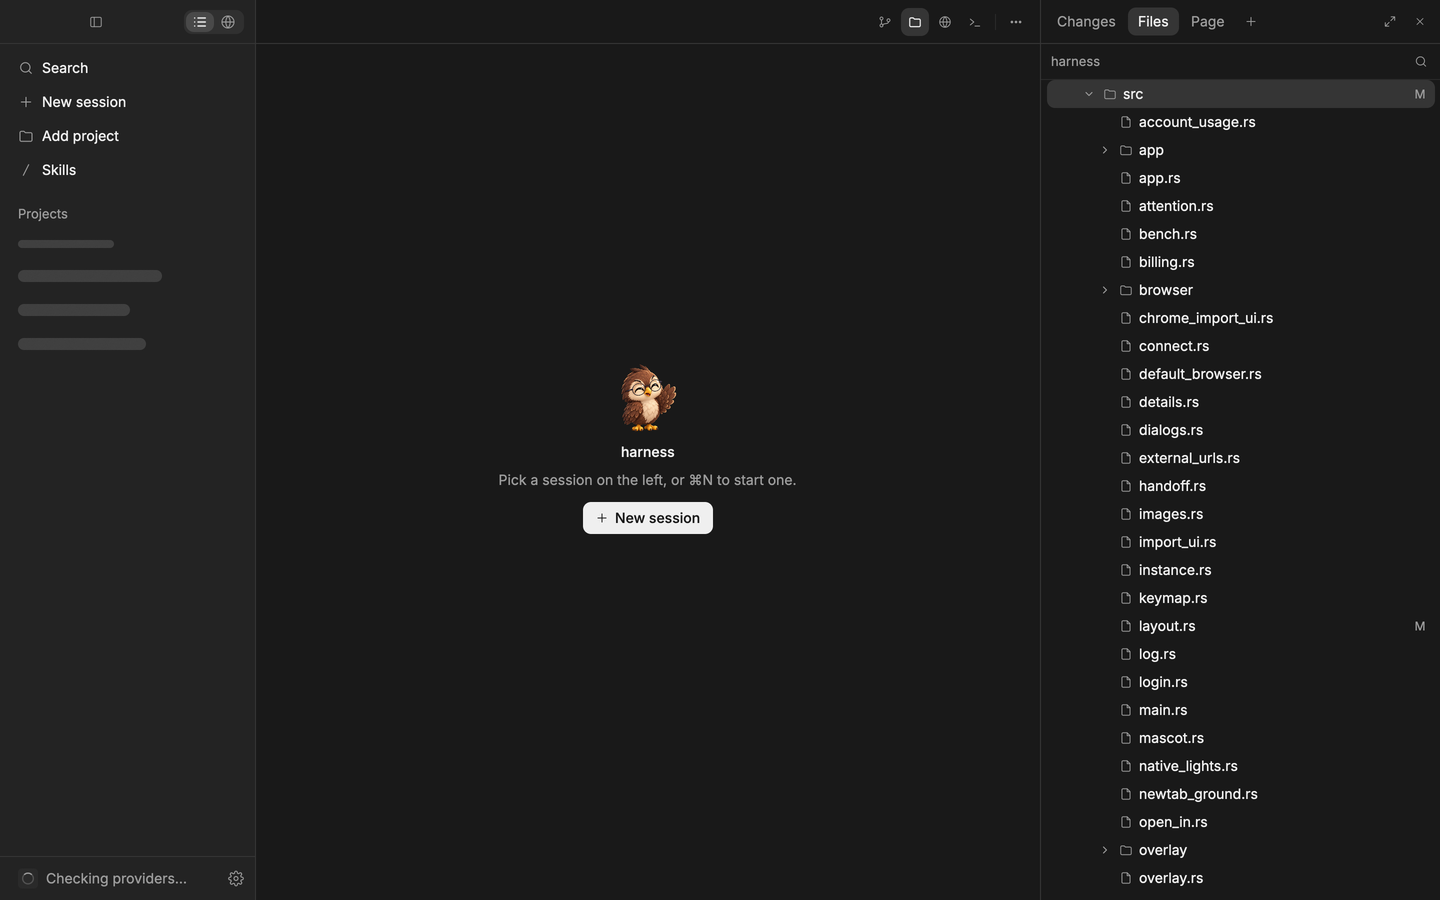 Search
New session
Add project
Skills
Projects
Checking providers...
harness
Pick a session on the left, or ⌘N to start one.
New session
Changes
Files
Page
harness
src
M
account_usage.rs
app
app.rs
attention.rs
bench.rs
billing.rs
browser
chrome_import_ui.rs
connect.rs
default_browser.rs
details.rs
dialogs.rs
external_urls.rs
handoff.rs
images.rs
import_ui.rs
instance.rs
keymap.rs
layout.rs
M
log.rs
login.rs
main.rs
mascot.rs
native_lights.rs
newtab_ground.rs
open_in.rs
overlay
overlay.rs